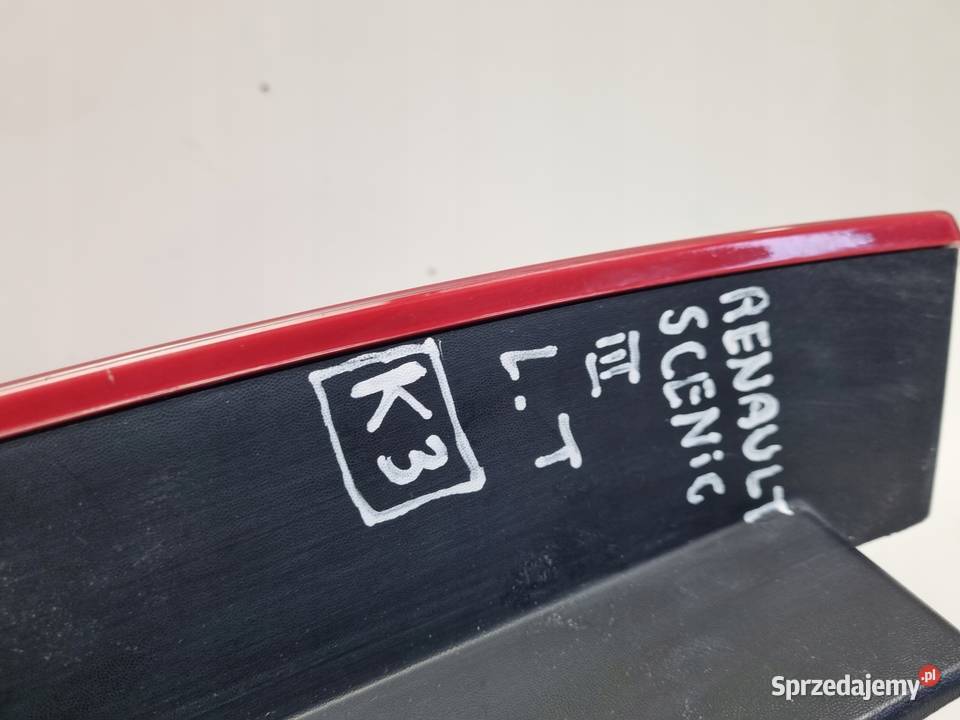 RENAULT
SCENiC
III
L.T
K3
Sprzedajemy.pl